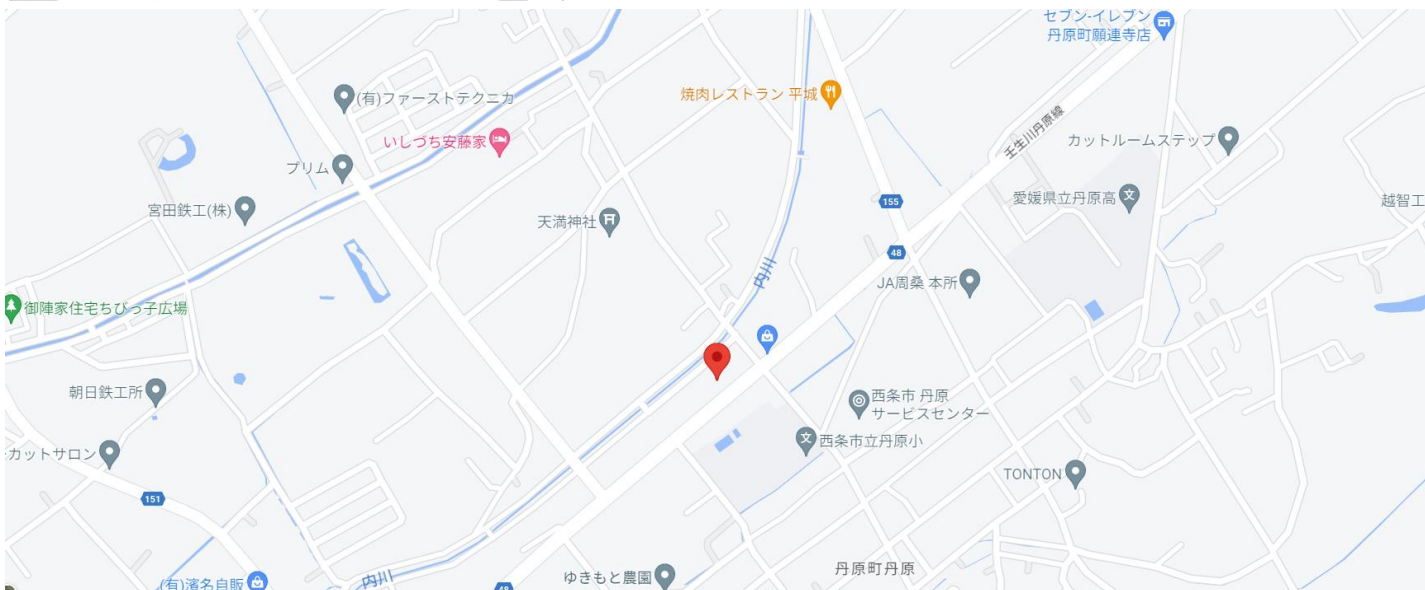 セブン-イレブン
丹原町願連寺店
焼肉レストラン 平城
(有)ファーストテクニカ
いしづち安藤家
壬生川丹原線
カットルームステップ
プリム
愛媛県立丹原高
越智工
155
宮田鉄工(株)
天満神社
48
内川
JA周桑 本所
御陣家住宅ちびっ子広場
朝日鉄工所
西条市 丹原
サービスセンター
西条市立丹原小
カットサロン
TONTON
151
丹原町丹原
ゆきもと農園
内川
(有)濱名自販
48